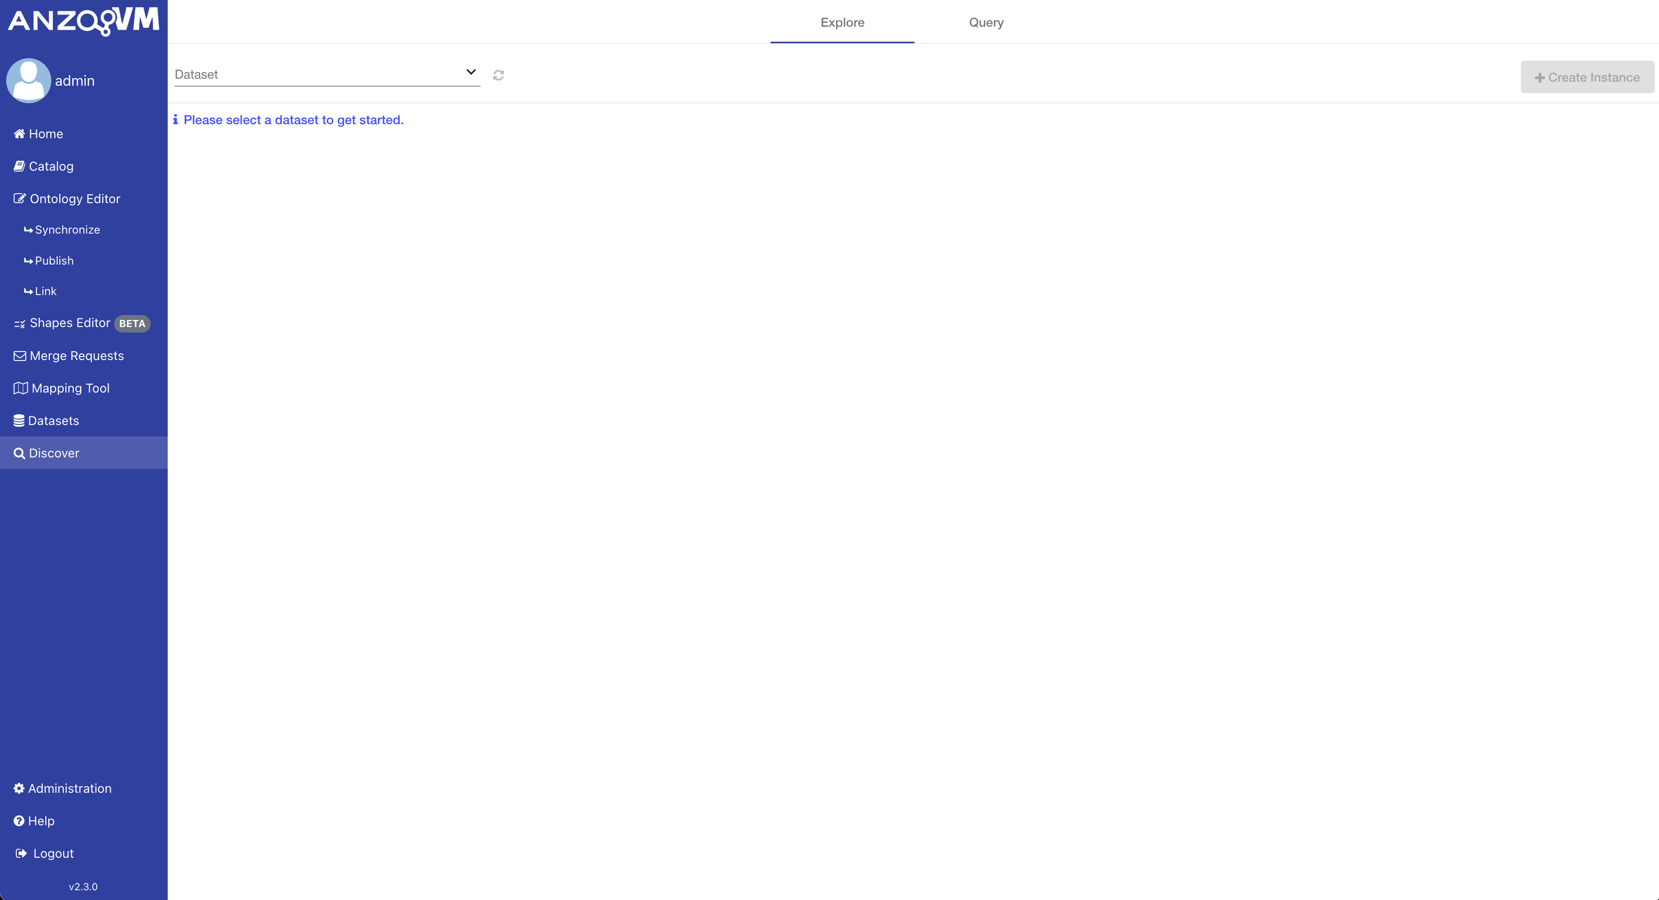 ANZOVM
admin
Home
Catalog
Ontology Editor
Synchronize
Publish
Link
Shapes Editor BETA
Merge Requests
Mapping Tool
Datasets
Discover
Administration
Help
Logout
v2.3.0
Explore
Query
Dataset
Create Instance
Please select a dataset to get started.